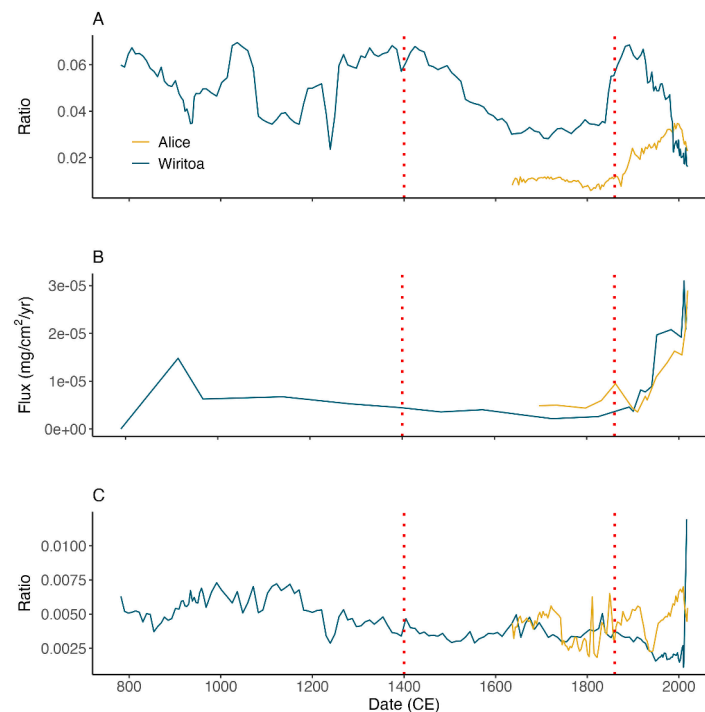 A
Ratio
0.06
0.04
0.02
Alice
Wiritoa
B
Flux (mg/cm²/yr)
3e-05
2e-05
1e-05
0e+00
C
Ratio
0.0100
0.0075
0.0050
0.0025
800 1000 1200 1400 1600 1800 2000
Date (CE)